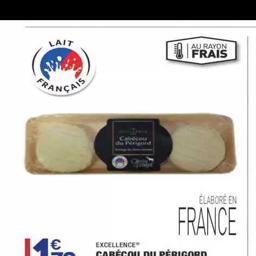 LAIT
FRANÇAIS
AU RAYON
FRAIS
Cabécou
du Périgord
ÉLABORÉ EN
FRANCE
1€
EXCELLENCE
CABÉCOU DU PÉRIGORD